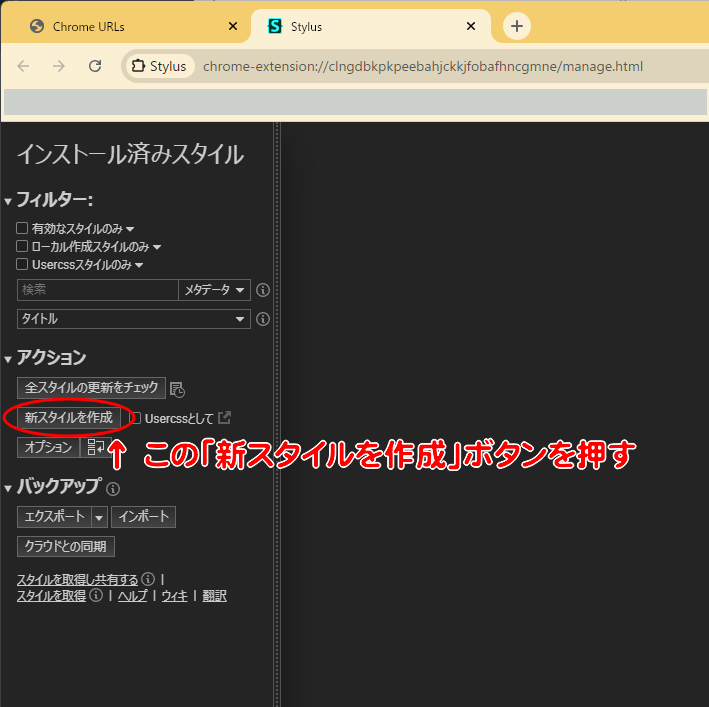 Chrome URLs
Stylus
Stylus chrome-extension://clngdbkpkpeebahjckkjfobafhncgmne/manage.html
インストール済みスタイル
フィルター:
有効なスタイルのみ
ローカル作成スタイルのみ
Usercssスタイルのみ
検索 メタデータ
タイトル
アクション
全スタイルの更新をチェック
新スタイルを作成 Usercssとして
オプション
↑ この「新スタイルを作成」ボタンを押す
バックアップ
エクスポート インポート
クラウドとの同期
スタイルを取得し共有する |
スタイルを取得 | ヘルプ | ウィキ | 翻訳